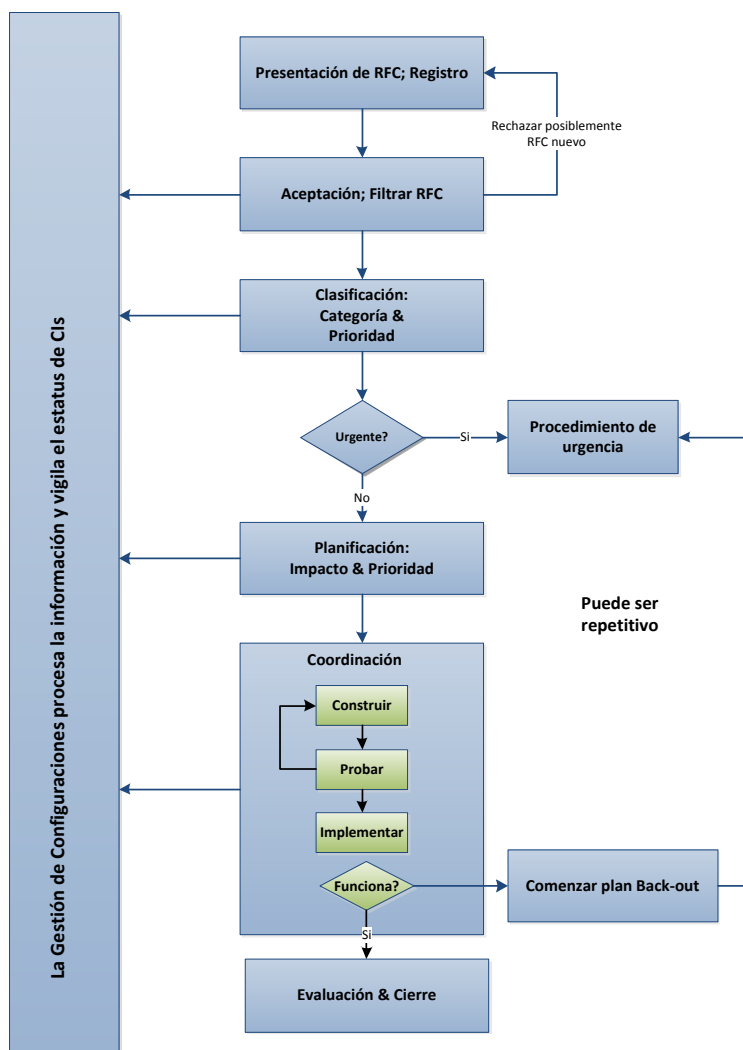 La Gestión de Configuraciones procesa la información y vigila el estatus de CIs
Presentación de RFC; Registro
Rechazar posiblemente
RFC nuevo
Aceptación; Filtrar RFC
Clasificación:
Categoría &
Prioridad
Urgente?
Si
Procedimiento de
urgencia
No
Planificación:
Impacto & Prioridad
Puede ser
repetitivo
Coordinación
Construir
Probar
Implementar
Funciona?
Comenzar plan Back-out
Si
Evaluación & Cierre